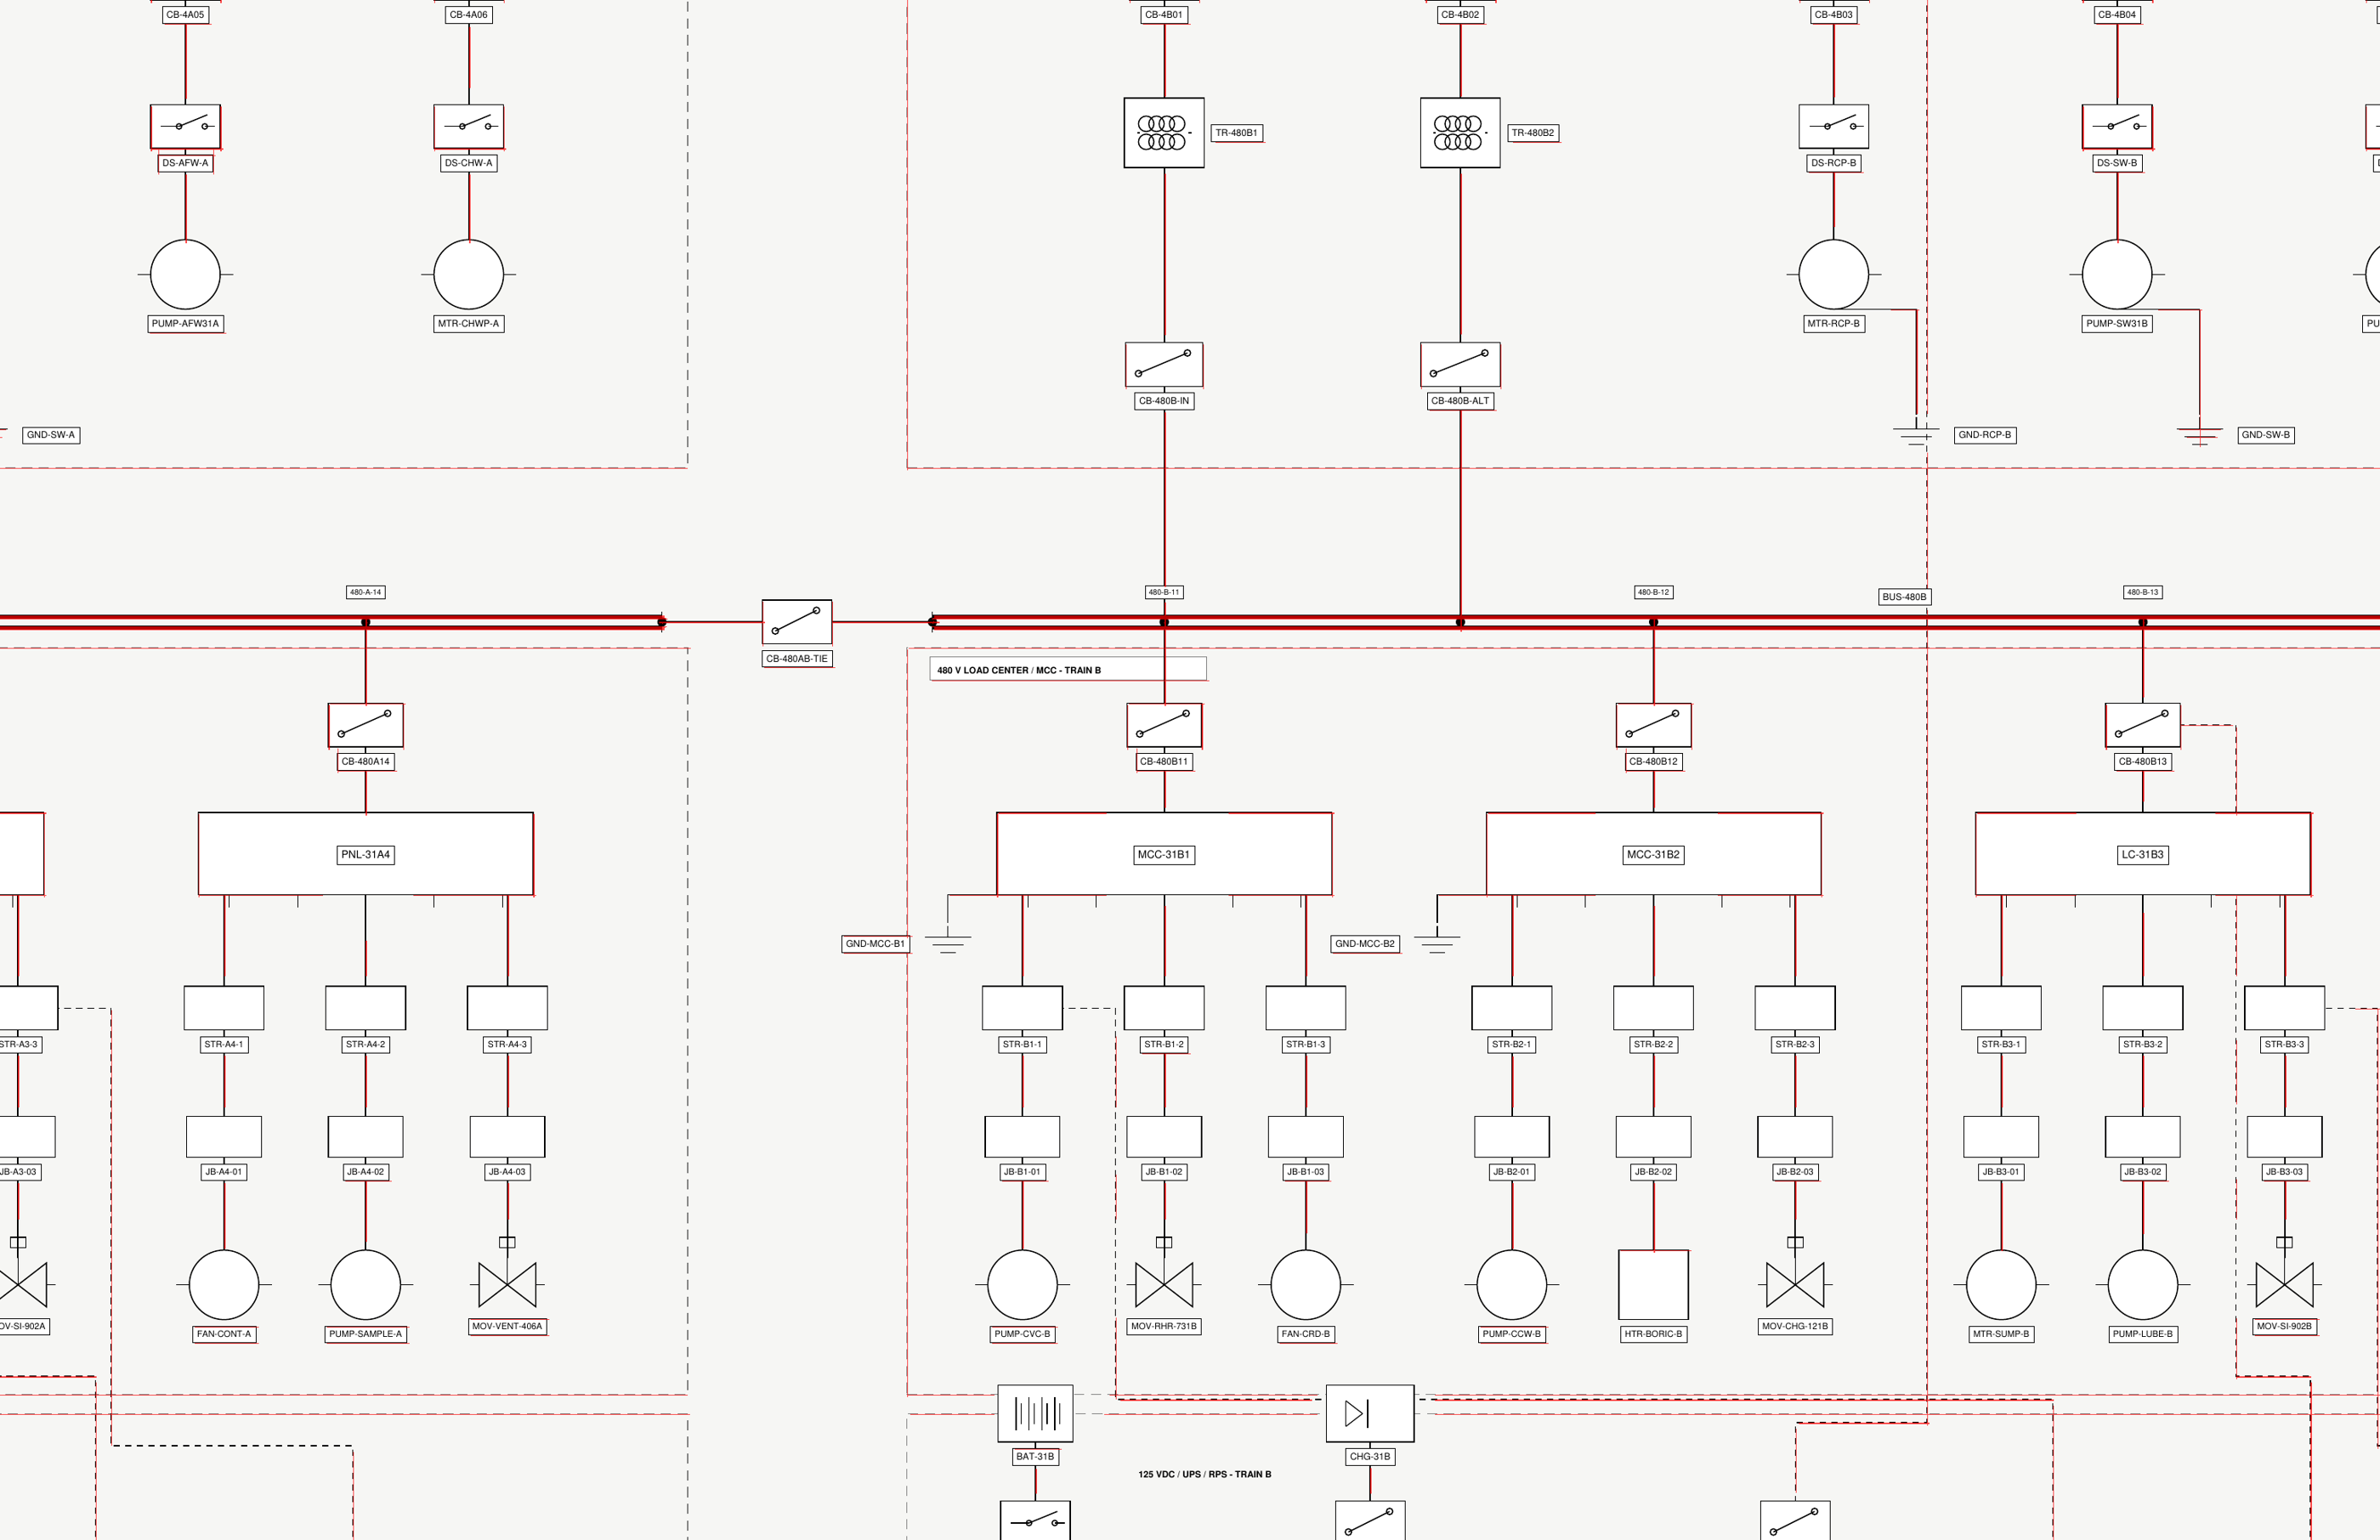 CB-4A05
CB-4A06
CB-4B01
CB-4B02
CB-4B03
CB-4B04
TR-480B1
TR-480B2
DS-AFW-A
DS-CHW-A
DS-RCP-B
DS-SW-B
PUMP-AFW31A
MTR-CHWP-A
MTR-RCP-B
PUMP-SW31B
PU
CB-480B-IN
CB-480B-ALT
GND-SW-A
GND-RCP-B
GND-SW-B
480-A-14
480-B-11
480-B-12
BUS-480B
480-B-13
CB-480AB-TIE
480 V LOAD CENTER / MCC - TRAIN B
CB-480A14
CB-480B11
CB-480B12
CB-480B13
PNL-31A4
MCC-31B1
MCC-31B2
LC-31B3
GND-MCC-B1
GND-MCC-B2
STR-A3-3
STR-A4-1
STR-A4-2
STR-A4-3
STR-B1-1
STR-B1-2
STR-B1-3
STR-B2-1
STR-B2-2
STR-B2-3
STR-B3-1
STR-B3-2
STR-B3-3
JB-A3-03
JB-A4-01
JB-A4-02
JB-A4-03
JB-B1-01
JB-B1-02
JB-B1-03
JB-B2-01
JB-B2-02
JB-B2-03
JB-B3-01
JB-B3-02
JB-B3-03
OV-SI-902A
FAN-CONT-A
PUMP-SAMPLE-A
MOV-VENT-406A
PUMP-CVC-B
MOV-RHR-731B
FAN-CRD-B
PUMP-CCW-B
HTR-BORIC-B
MOV-CHG-121B
MTR-SUMP-B
PUMP-LUBE-B
MOV-SI-902B
BAT-31B
CHG-31B
125 VDC / UPS / RPS - TRAIN B